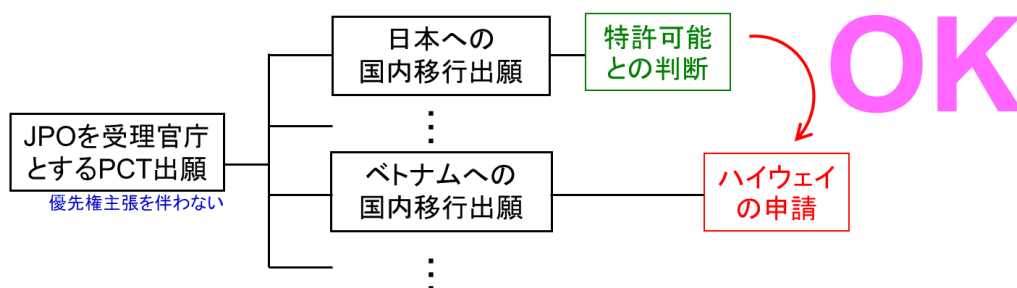 日本への
国内移行出願
特許可能
との判断
OK
⋮
JPOを受理官庁
とするPCT出願
優先権主張を伴わない
ベトナムへの
国内移行出願
ハイウェイ
の申請
⋮